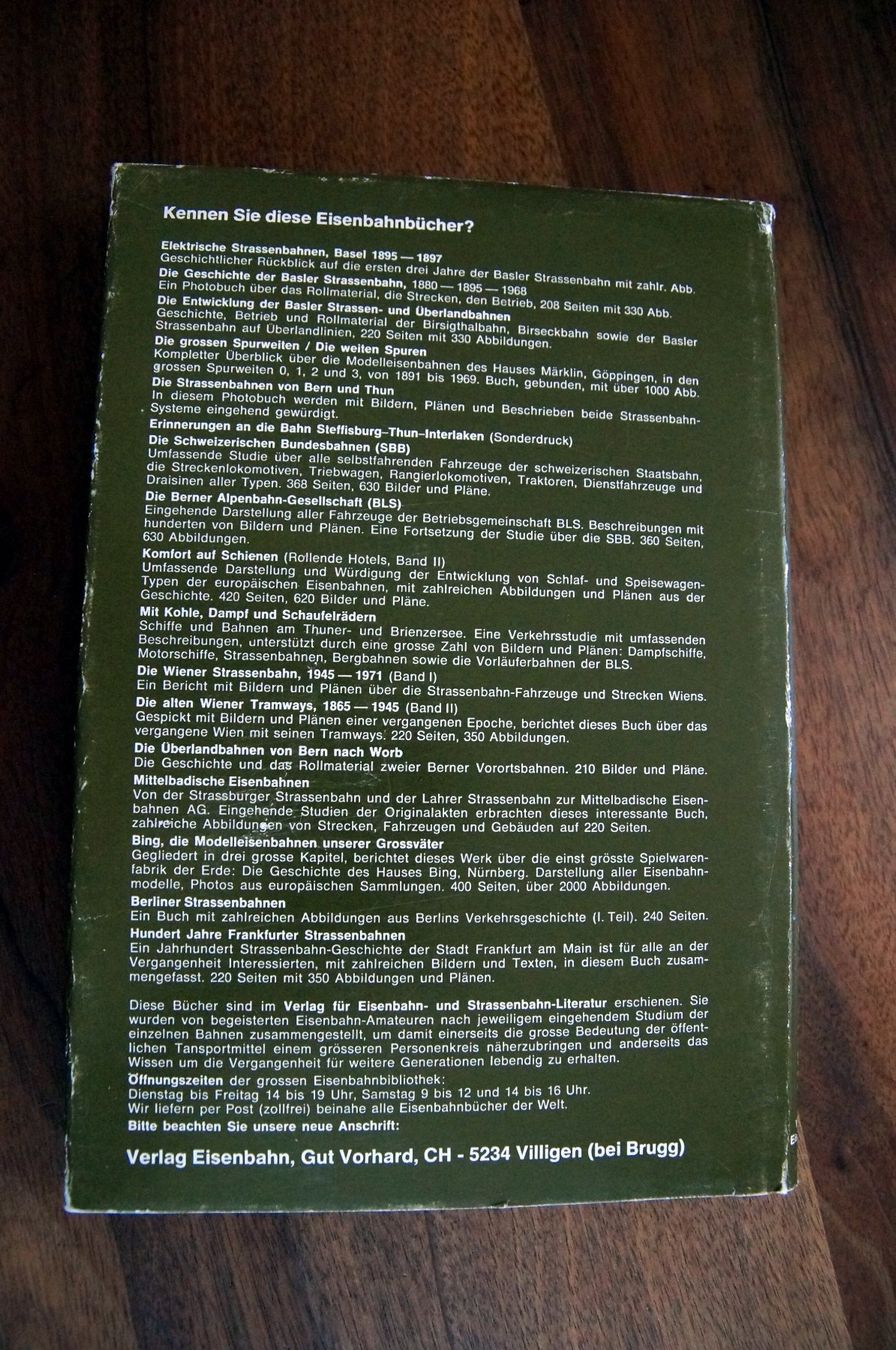 Kennen Sie diese Eisenbahnbücher?
Elektrische Strassenbahnen, Basel 1895 — 1897
Geschichtlicher Rückblick auf die ersten drei Jahre der Basler Strassenbahn mit zahlr. Abb.
Die Geschichte der Basler Strassenbahn, 1880 — 1895 — 1968
Ein Photobuch über das Rollmaterial, die Strecken, den Betrieb, 208 Seiten mit 330 Abb.
Die Entwicklung der Basler Strassen- und Überlandbahnen
Geschichte, Betrieb und Rollmaterial der Birsigthalbahn, Birseckbahn sowie der Basler
Strassenbahn auf Überlandlinien, 220 Seiten mit 330 Abbildungen.
Die grossen Spurweiten / Die weiten Spuren
Kompletter Überblick über die Modelleisenbahnen des Hauses Märklin, Göppingen, in den
grossen Spurweiten 0, 1, 2 und 3, von 1891 bis 1969. Buch, gebunden, mit über 1000 Abb.
Die Strassenbahnen von Bern und Thun
In diesem Photobuch werden mit Bildern, Plänen und Beschrieben beide Strassenbahn-
Systeme eingehend gewürdigt.
Erinnerungen an die Bahn Steffisburg–Thun–Interlaken (Sonderdruck)
Die Schweizerischen Bundesbahnen (SBB)
Umfassende Studie über alle selbstfahrenden Fahrzeuge der schweizerischen Staatsbahn,
die Streckenlokomotiven, Triebwagen, Rangierlokomotiven, Traktoren, Dienstfahrzeuge und
Draisinen aller Typen. 368 Seiten, 630 Bilder und Pläne.
Die Berner Alpenbahn-Gesellschaft (BLS)
Eingehende Darstellung aller Fahrzeuge der Betriebsgemeinschaft BLS. Beschreibungen mit
hunderten von Bildern und Plänen. Eine Fortsetzung der Studie über die SBB. 360 Seiten,
630 Abbildungen.
Komfort auf Schienen (Rollende Hotels, Band II)
Umfassende Darstellung und Würdigung der Entwicklung von Schlaf- und Speisewagen-
Typen der europäischen Eisenbahnen, mit zahlreichen Abbildungen und Plänen aus der
Geschichte. 420 Seiten, 620 Bilder und Pläne.
Mit Kohle, Dampf und Schaufelrädern
Schiffe und Bahnen am Thuner- und Brienzersee. Eine Verkehrsstudie mit umfassenden
Beschreibungen, unterstützt durch eine grosse Zahl von Bildern und Plänen: Dampfschiffe,
Motorschiffe, Strassenbahnen, Bergbahnen sowie die Vorläuferbahnen der BLS.
Die Wiener Strassenbahn, 1945 — 1971 (Band I)
Ein Bericht mit Bildern und Plänen über die Strassenbahn-Fahrzeuge und Strecken Wiens.
Die alten Wiener Tramways, 1865 — 1945 (Band II)
Gespickt mit Bildern und Plänen einer vergangenen Epoche, berichtet dieses Buch über das
vergangene Wien mit seinen Tramways. 220 Seiten, 350 Abbildungen.
Die Überlandbahnen von Bern nach Worb
Die Geschichte und das Rollmaterial zweier Berner Vorortsbahnen. 210 Bilder und Pläne.
Mittelbadische Eisenbahnen
Von der Strassburger Strassenbahn und der Lahrer Strassenbahn zur Mittelbadische Eisen-
bahnen AG. Eingehende Studien der Originalakten erbrachten dieses interessante Buch,
zahlreiche Abbildungen von Strecken, Fahrzeugen und Gebäuden auf 220 Seiten.
Bing, die Modelleisenbahnen unserer Grossväter
Gegliedert in drei grosse Kapitel, berichtet dieses Werk über die einst grösste Spielwaren-
fabrik der Erde: Die Geschichte des Hauses Bing, Nürnberg. Darstellung aller Eisenbahn-
modelle, Photos aus europäischen Sammlungen. 400 Seiten, über 2000 Abbildungen.
Berliner Strassenbahnen
Ein Buch mit zahlreichen Abbildungen aus Berlins Verkehrsgeschichte (I. Teil). 240 Seiten.
Hundert Jahre Frankfurter Strassenbahnen
Ein Jahrhundert Strassenbahn-Geschichte der Stadt Frankfurt am Main ist für alle an der
Vergangenheit Interessierten, mit zahlreichen Bildern und Texten, in diesem Buch zusam-
mengefasst. 220 Seiten mit 350 Abbildungen und Plänen.
Diese Bücher sind im Verlag für Eisenbahn- und Strassenbahn-Literatur erschienen. Sie
wurden von begeisterten Eisenbahn-Amateuren nach jeweiligem eingehendem Studium der
einzelnen Bahnen zusammengestellt, um damit einerseits die grosse Bedeutung der öffent-
lichen Tansportmittel einem grösseren Personenkreis näherzubringen und anderseits das
Wissen um die Vergangenheit für weitere Generationen lebendig zu erhalten.
Öffnungszeiten der grossen Eisenbahnbibliothek:
Dienstag bis Freitag 14 bis 19 Uhr, Samstag 9 bis 12 und 14 bis 16 Uhr.
Wir liefern per Post (zollfrei) beinahe alle Eisenbahnbücher der Welt.
Bitte beachten Sie unsere neue Anschrift:
Verlag Eisenbahn, Gut Vorhard, CH - 5234 Villigen (bei Brugg)